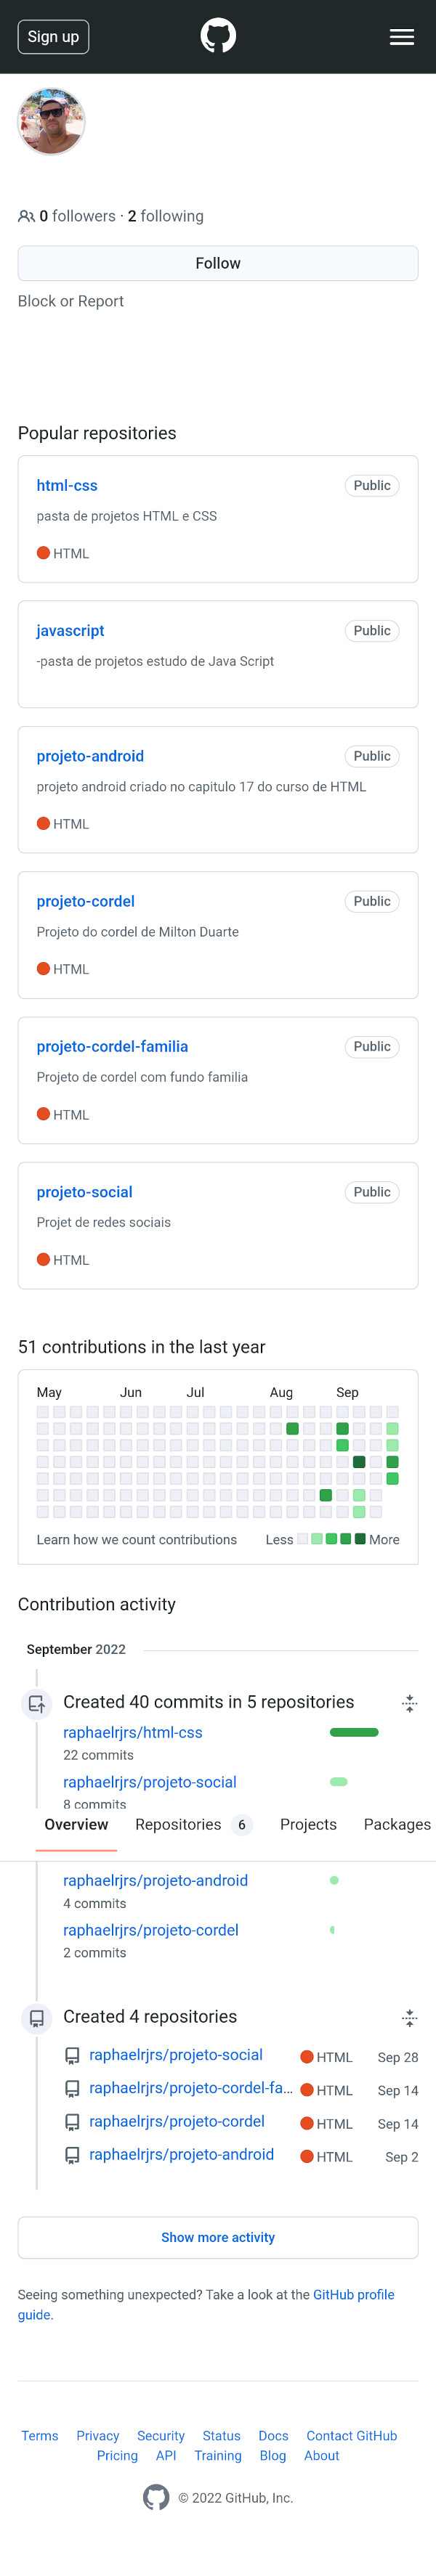 Sign up
0 followers · 2 following
Follow
Block or Report
Popular repositories
html-css Public
pasta de projetos HTML e CSS
HTML
javascript Public
-pasta de projetos estudo de Java Script
projeto-android Public
projeto android criado no capitulo 17 do curso de HTML
HTML
projeto-cordel Public
Projeto do cordel de Milton Duarte
HTML
projeto-cordel-familia Public
Projeto de cordel com fundo familia
HTML
projeto-social Public
Projet de redes sociais
HTML
51 contributions in the last year
May Jun Jul Aug Sep
Learn how we count contributions Less More
Contribution activity
September 2022
Created 40 commits in 5 repositories
raphaelrjrs/html-css
22 commits
raphaelrjrs/projeto-social
8 commits
Overview Repositories 6 Projects Packages
raphaelrjrs/projeto-android
4 commits
raphaelrjrs/projeto-cordel
2 commits
Created 4 repositories
raphaelrjrs/projeto-social HTML Sep 28
raphaelrjrs/projeto-cordel-fa... HTML Sep 14
raphaelrjrs/projeto-cordel HTML Sep 14
raphaelrjrs/projeto-android HTML Sep 2
Show more activity
Seeing something unexpected? Take a look at the GitHub profile
guide.
Terms Privacy Security Status Docs Contact GitHub
Pricing API Training Blog About
© 2022 GitHub, Inc.